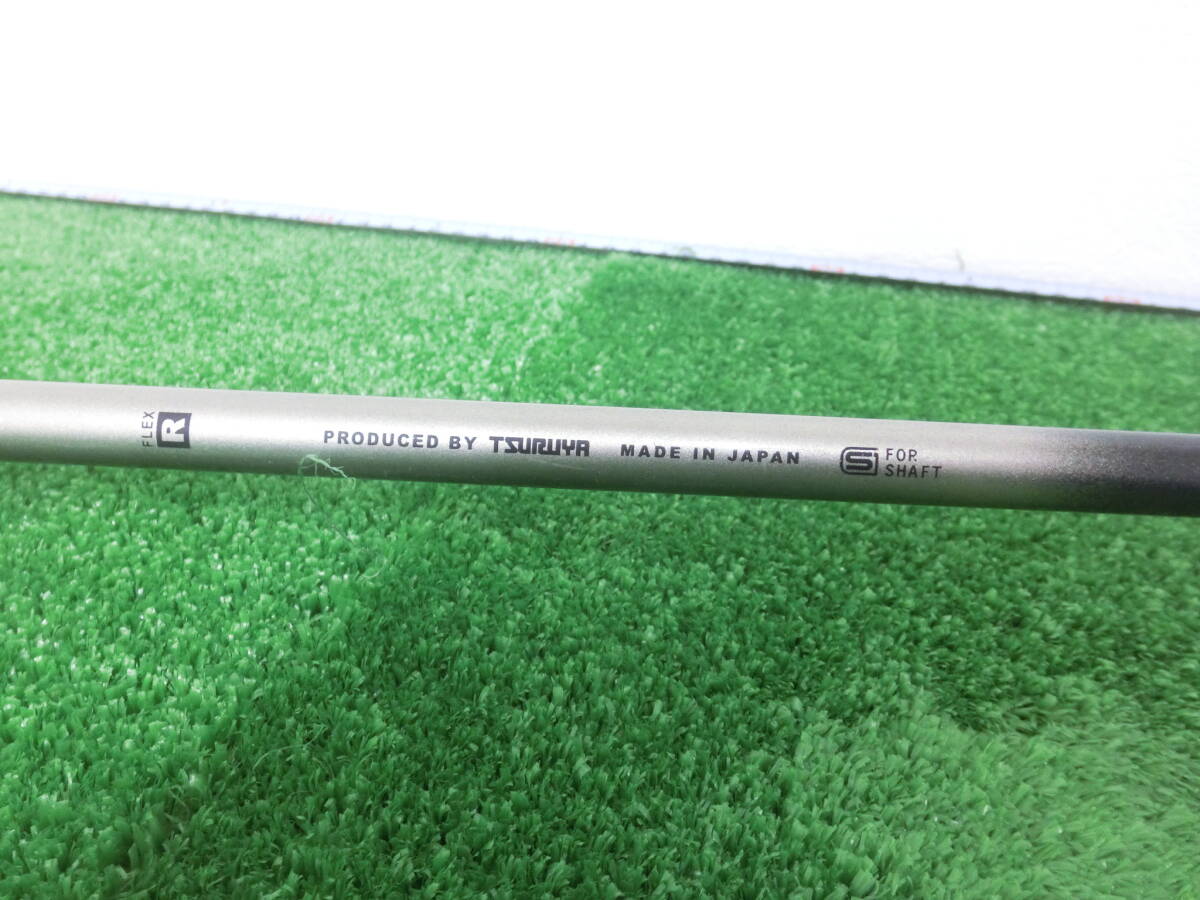 FLEX
R
PRODUCED BY TSURUYA MADE IN JAPAN
FOR
SHAFT